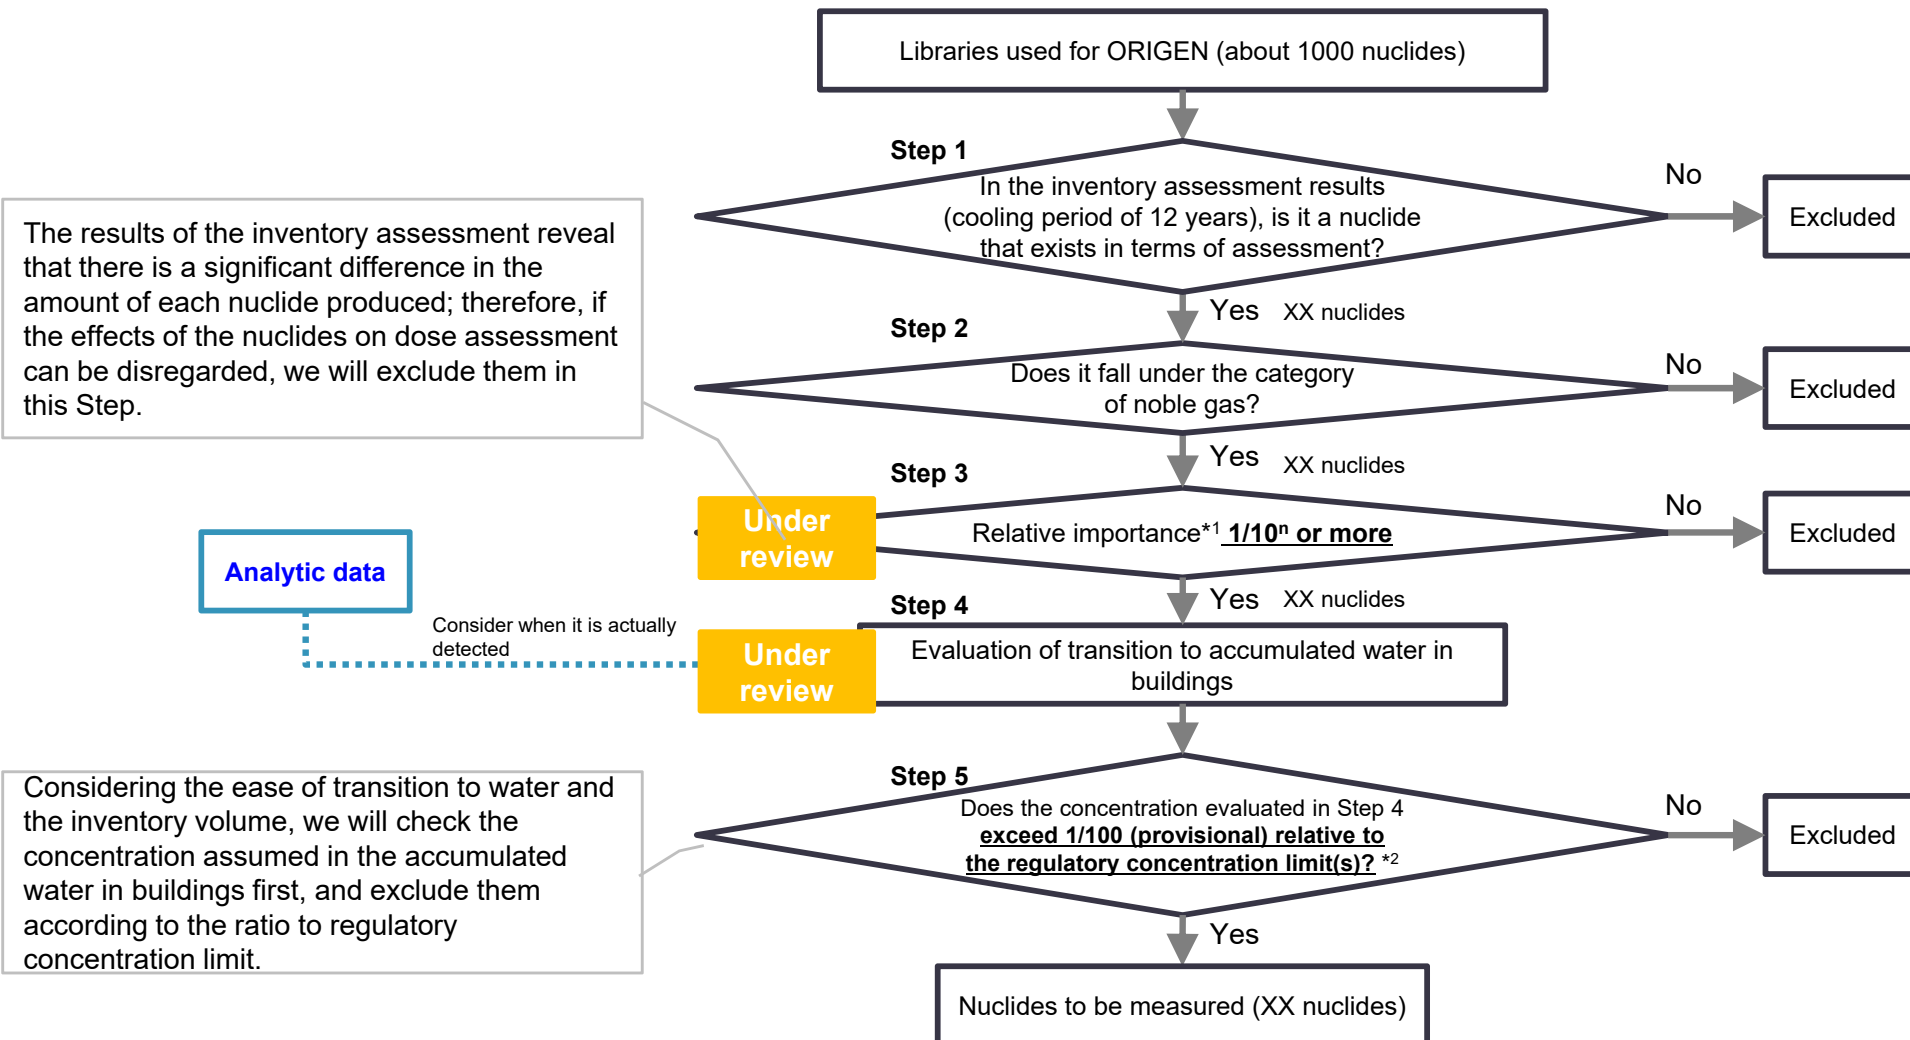 Libraries used for ORIGEN (about 1000 nuclides)
Step 1
In the inventory assessment results
(cooling period of 12 years), is it a nuclide
that exists in terms of assessment?
No
Excluded
Yes XX nuclides
The results of the inventory assessment reveal
that there is a significant difference in the
amount of each nuclide produced; therefore, if
the effects of the nuclides on dose assessment
can be disregarded, we will exclude them in
this Step.
Step 2
Does it fall under the category
of noble gas?
No
Excluded
Yes XX nuclides
Step 3
Under
review
Relative importance*1 1/10ⁿ or more
No
Excluded
Yes XX nuclides
Analytic data
Consider when it is actually
detected
Step 4
Under
review
Evaluation of transition to accumulated water in
buildings
Considering the ease of transition to water and
the inventory volume, we will check the
concentration assumed in the accumulated
water in buildings first, and exclude them
according to the ratio to regulatory
concentration limit.
Step 5
Does the concentration evaluated in Step 4
exceed 1/100 (provisional) relative to
the regulatory concentration limit(s)? *2
No
Excluded
Yes
Nuclides to be measured (XX nuclides)